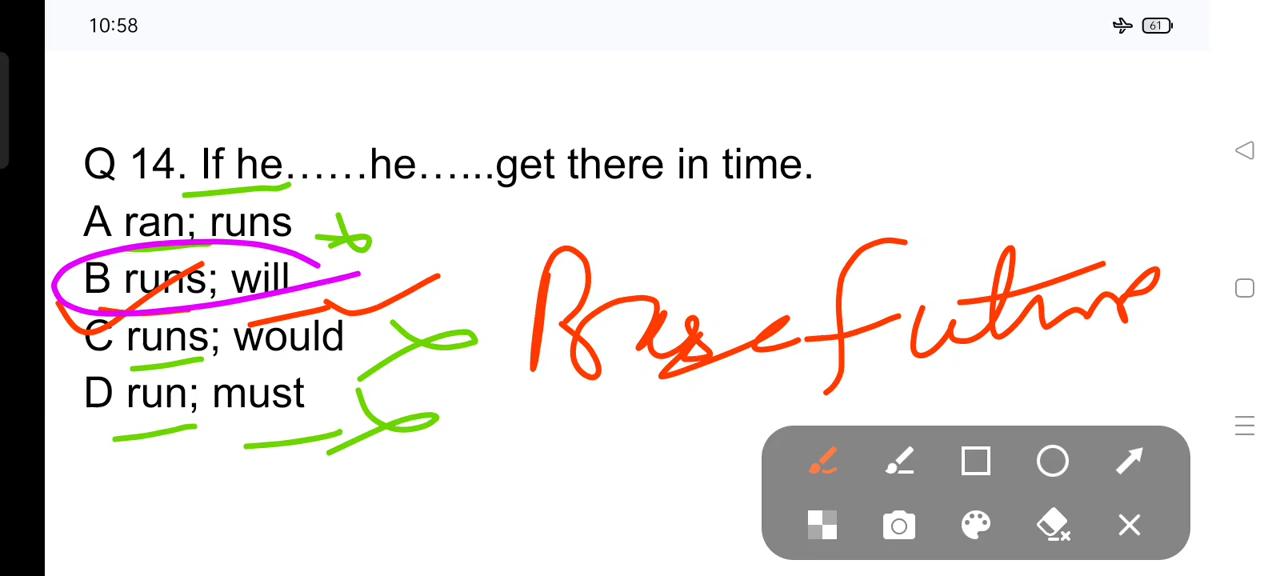 10:58
61
Q 14. If he......he......get there in time.
A ran; runs
B runs; will
C runs; would
D run; must
Future